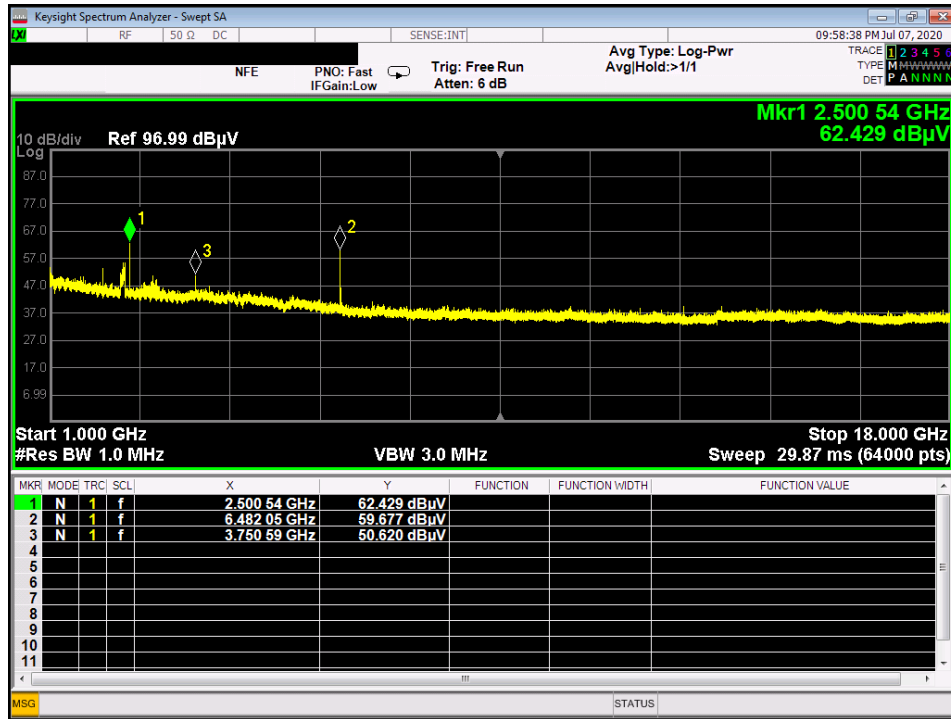 Keysight Spectrum Analyzer - Swept SA
LXI RF 50 Ω DC SENSE:INT 09:58:38 PM Jul 07, 2020
NFE PNO: Fast Trig: Free Run Avg Type: Log-Pwr TRACE 1 2 3 4 5 6
IFGain:Low Atten: 6 dB Avg|Hold:>1/1 TYPE M M W W W W W
DET P A N N N N
Mkr1 2.500 54 GHz
62.429 dBµV
10 dB/div Ref 96.99 dBµV
Log
87.0
77.0
67.0
57.0
47.0
37.0
27.0
17.0
6.99
1
2
3
Start 1.000 GHz Stop 18.000 GHz
#Res BW 1.0 MHz VBW 3.0 MHz Sweep 29.87 ms (64000 pts)
MKR MODE TRC SCL X Y FUNCTION FUNCTION WIDTH FUNCTION VALUE
1 N 1 f 2.500 54 GHz 62.429 dBµV
2 N 1 f 6.482 05 GHz 59.677 dBµV
3 N 1 f 3.750 59 GHz 50.620 dBµV
4
5
6
7
8
9
10
11
MSG STATUS